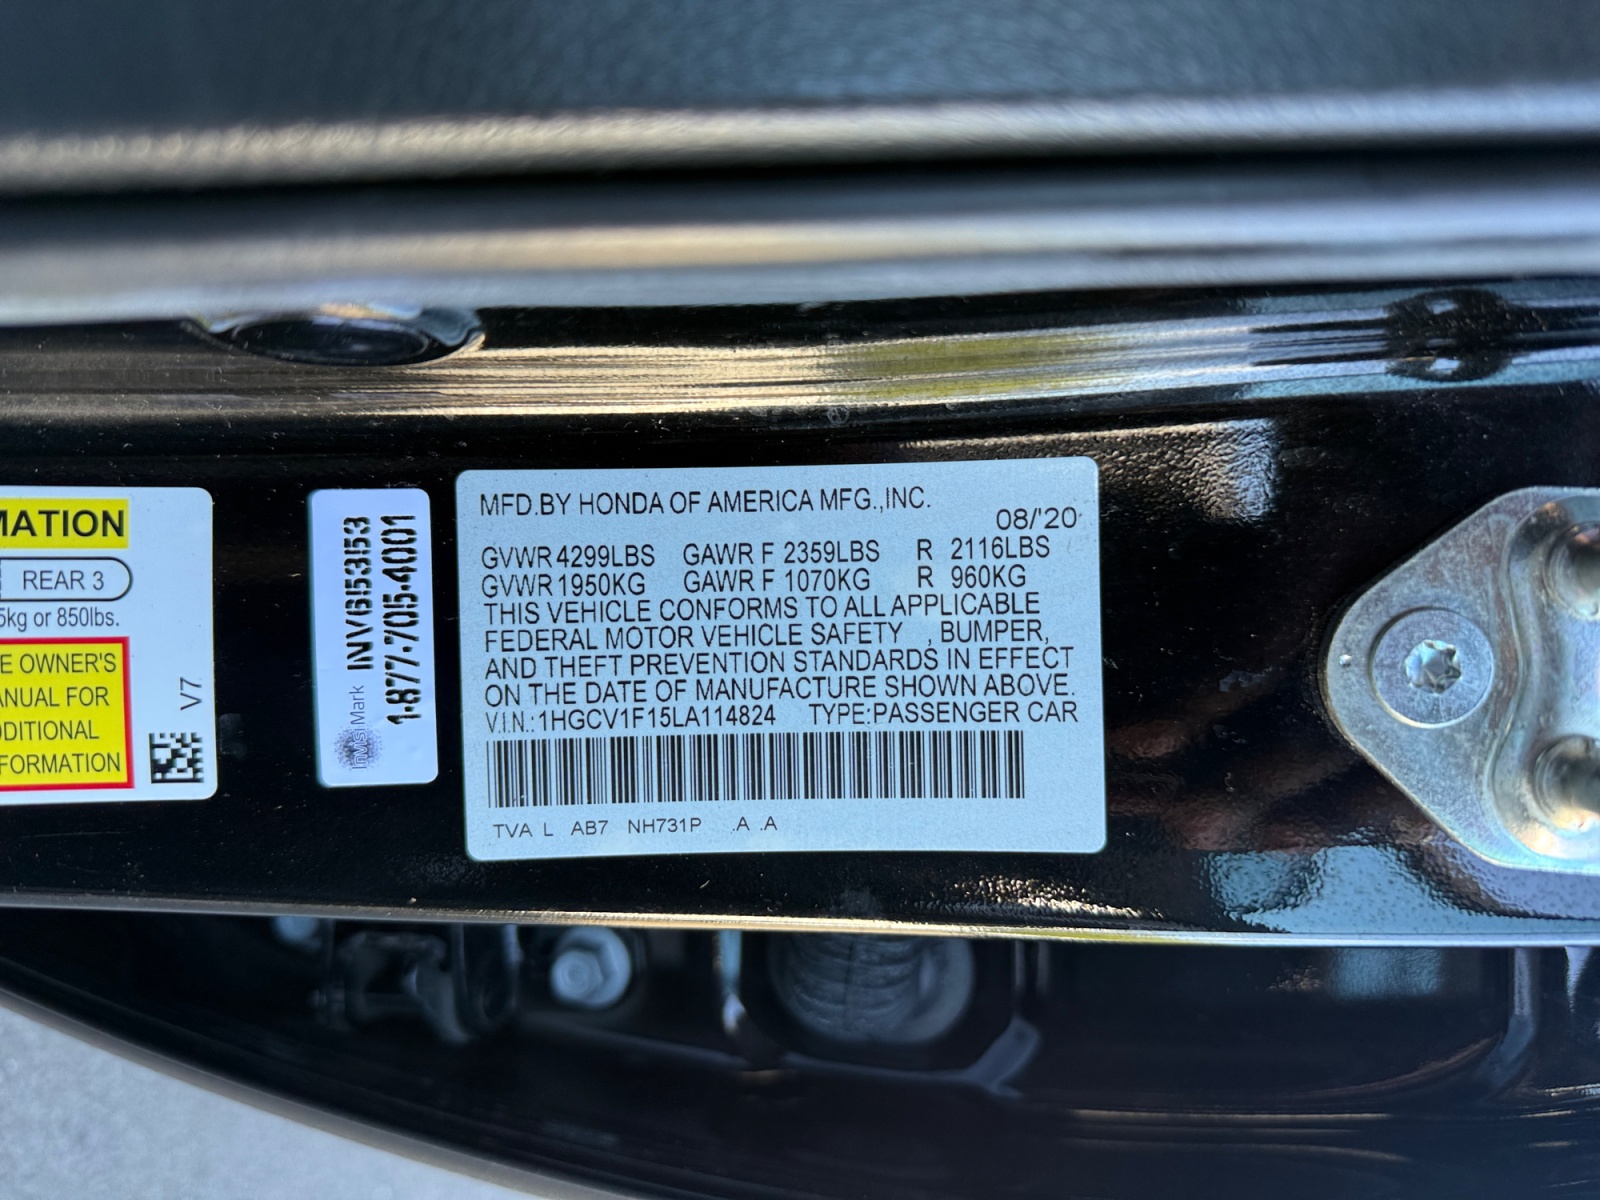 MATION
REAR 3
5kg or 850lbs.
E OWNER'S
ANUAL FOR
DITIONAL
FORMATION
V7
InvisiMark INV653153
1-877-705-4001
MFD.BY HONDA OF AMERICA MFG.,INC.
08/'20
GVWR 4299LBS GAWR F 2359LBS R 2116LBS
GVWR 1950KG GAWR F 1070KG R 960KG
THIS VEHICLE CONFORMS TO ALL APPLICABLE
FEDERAL MOTOR VEHICLE SAFETY , BUMPER,
AND THEFT PREVENTION STANDARDS IN EFFECT
ON THE DATE OF MANUFACTURE SHOWN ABOVE.
V.I.N.:1HGCV1F15LA114824 TYPE:PASSENGER CAR
TVA L AB7 NH731P .A .A